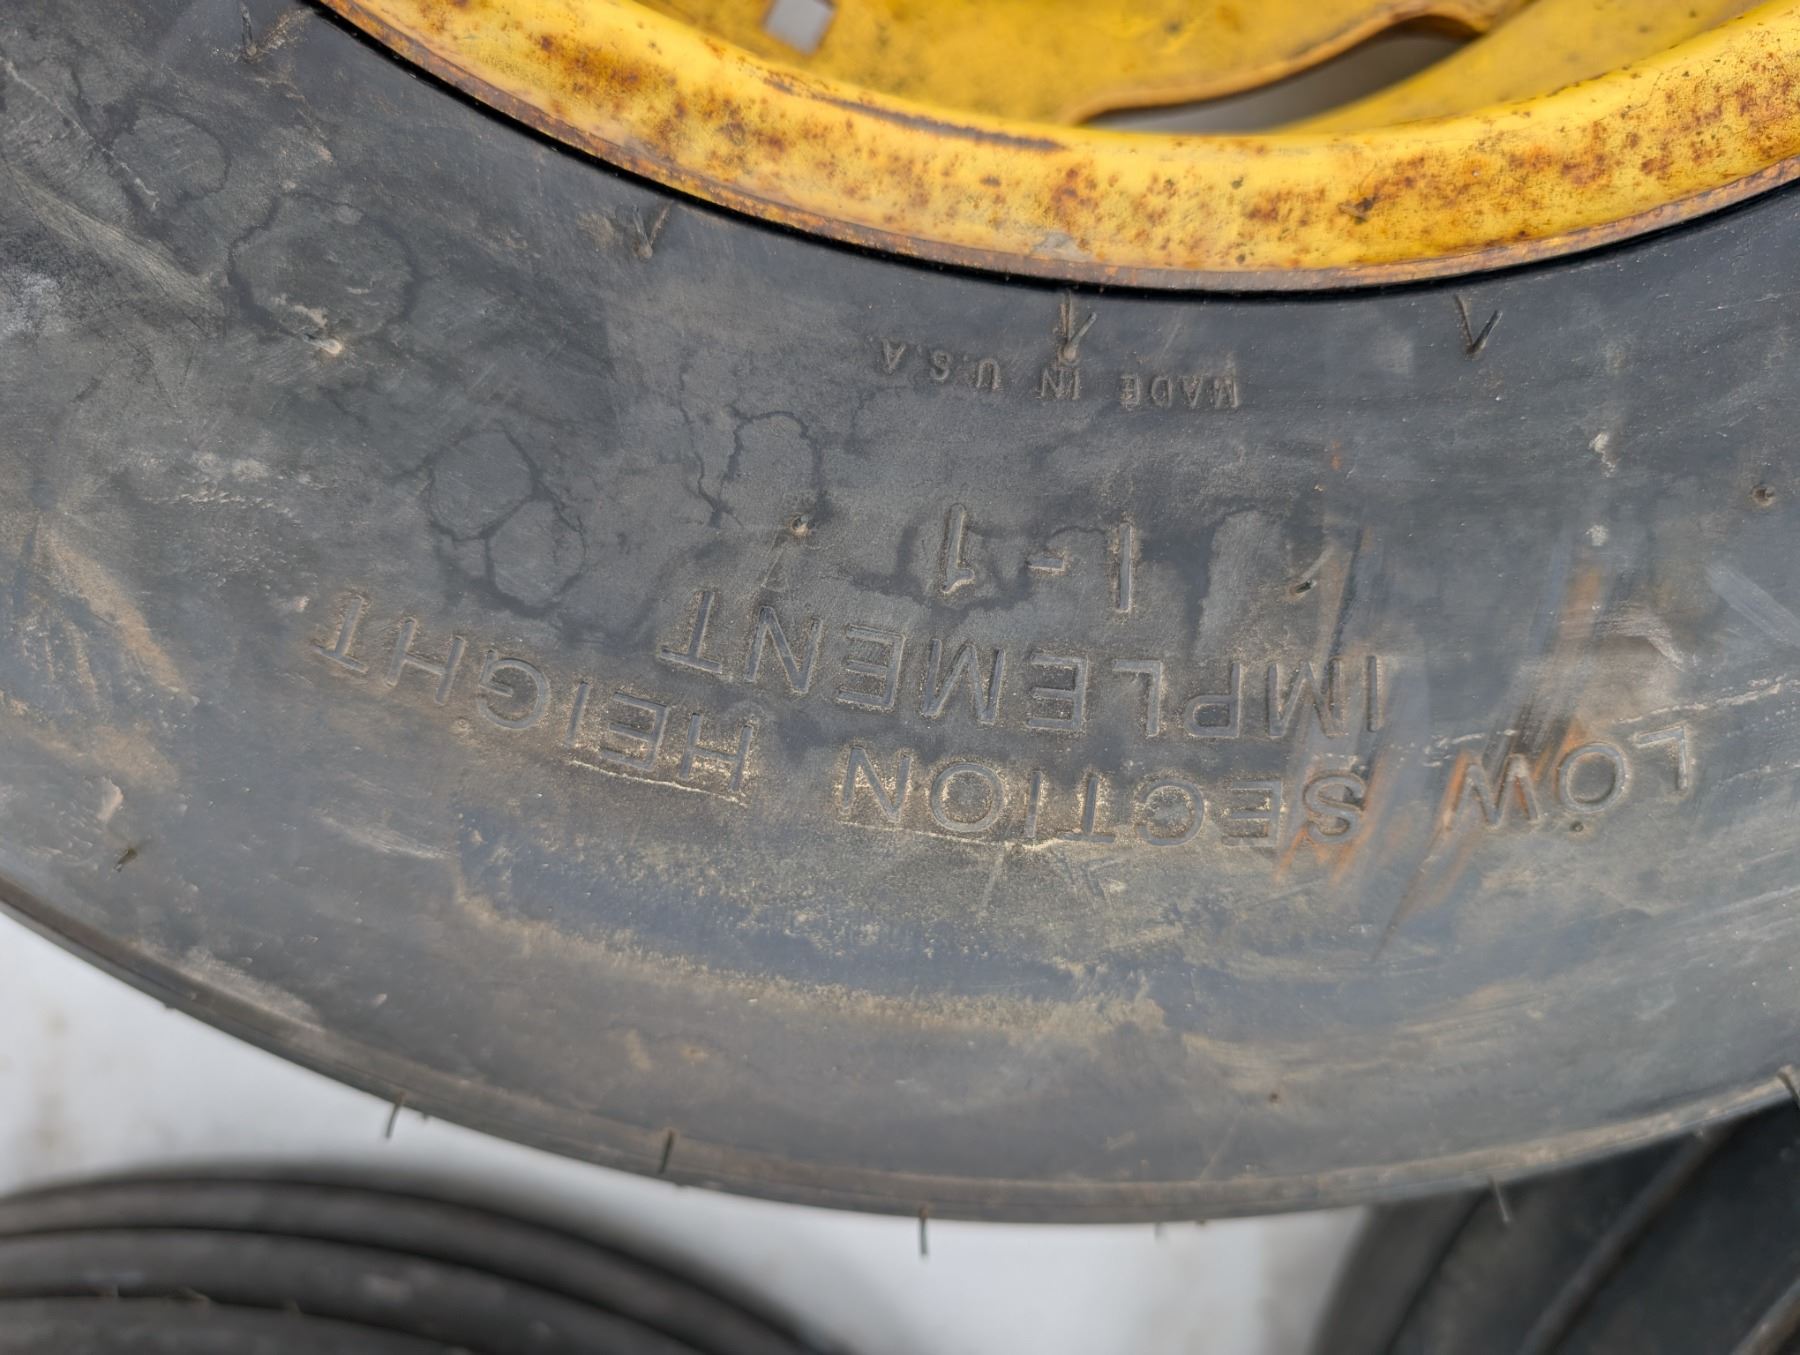 LOW SECTION HEIGHT
IMPLEMENT
I-1
MADE IN U.S.A.